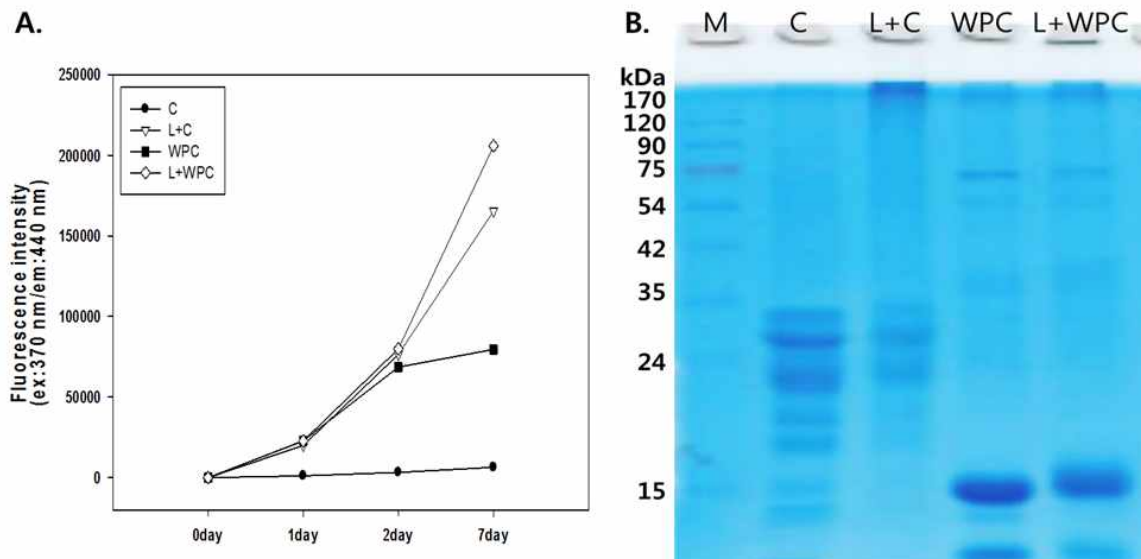 A.
250000
200000
150000
100000
50000
0
Fluorescence intensity
(ex:370 nm/em:440 nm)
C
L+C
WPC
L+WPC
0day
1day
2day
7day
B.
M C L+C WPC L+WPC
kDa
170
120
90
75
54
42
35
24
15